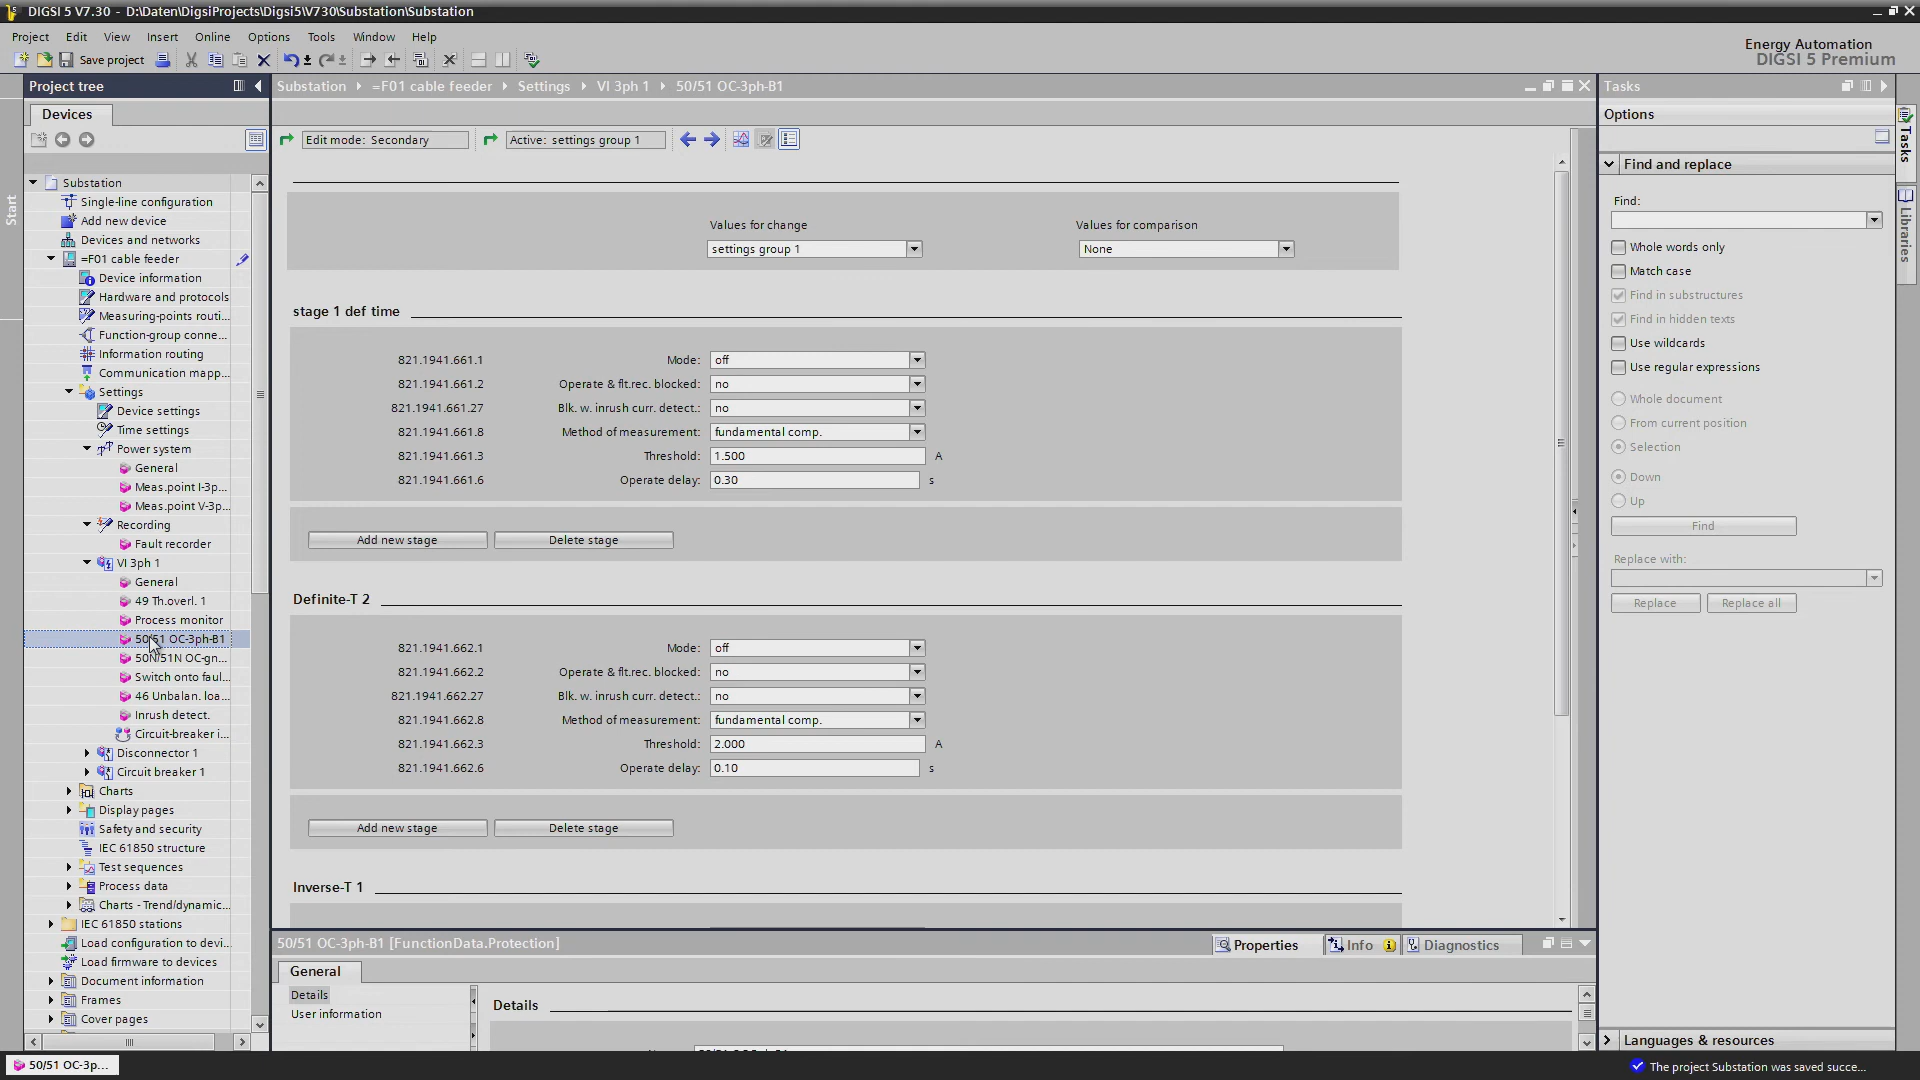 DIGSI 5 V7.30 - D:\Daten\DigsiProjects\Digsi5\V730\Substation\Substation
Project Edit View Insert Online Options Tools Window Help
Save project
Energy Automation
DIGSI 5 Premium
Project tree
Devices
Start
Substation
Single-line configuration
Add new device
Devices and networks
=F01 cable feeder
Device information
Hardware and protocols
Measuring-points routi...
Function-group conne...
Information routing
Communication mapp...
Settings
Device settings
Time settings
Power system
General
Meas.point I-3p...
Meas.point V-3p...
Recording
Fault recorder
VI 3ph 1
General
49 Th.overl. 1
Process monitor
50/51 OC-3ph-B1
50N/51N OC-gn...
Switch onto faul...
46 Unbalan. loa...
Inrush detect.
Circuit-breaker i...
Disconnector 1
Circuit breaker 1
Charts
Display pages
Safety and security
IEC 61850 structure
Test sequences
Process data
Charts - Trend/dynamic...
IEC 61850 stations
Load configuration to devi...
Load firmware to devices
Document information
Frames
Cover pages
Substation =F01 cable feeder Settings VI 3ph 1 50/51 OC-3ph-B1
Edit mode: Secondary Active: settings group 1
Values for change Values for comparison
settings group 1 None
stage 1 def time
821.1941.661.1 Mode: off
821.1941.661.2 Operate & flt.rec. blocked: no
821.1941.661.27 Blk. w. inrush curr. detect.: no
821.1941.661.8 Method of measurement: fundamental comp.
821.1941.661.3 Threshold: 1.500 A
821.1941.661.6 Operate delay: 0.30 s
Add new stage Delete stage
Definite-T 2
821.1941.662.1 Mode: off
821.1941.662.2 Operate & flt.rec. blocked: no
821.1941.662.27 Blk. w. inrush curr. detect.: no
821.1941.662.8 Method of measurement: fundamental comp.
821.1941.662.3 Threshold: 2.000 A
821.1941.662.6 Operate delay: 0.10 s
Add new stage Delete stage
Inverse-T 1
50/51 OC-3ph-B1 [FunctionData.Protection]
Properties Info Diagnostics
General
Details
User information
Details
Tasks
Options
Find and replace
Find:
Whole words only
Match case
Find in substructures
Find in hidden texts
Use wildcards
Use regular expressions
Whole document
From current position
Selection
Down
Up
Find
Replace with:
Replace Replace all
Languages & resources
Tasks
Libraries
50/51 OC-3p...
The project Substation was saved succe...